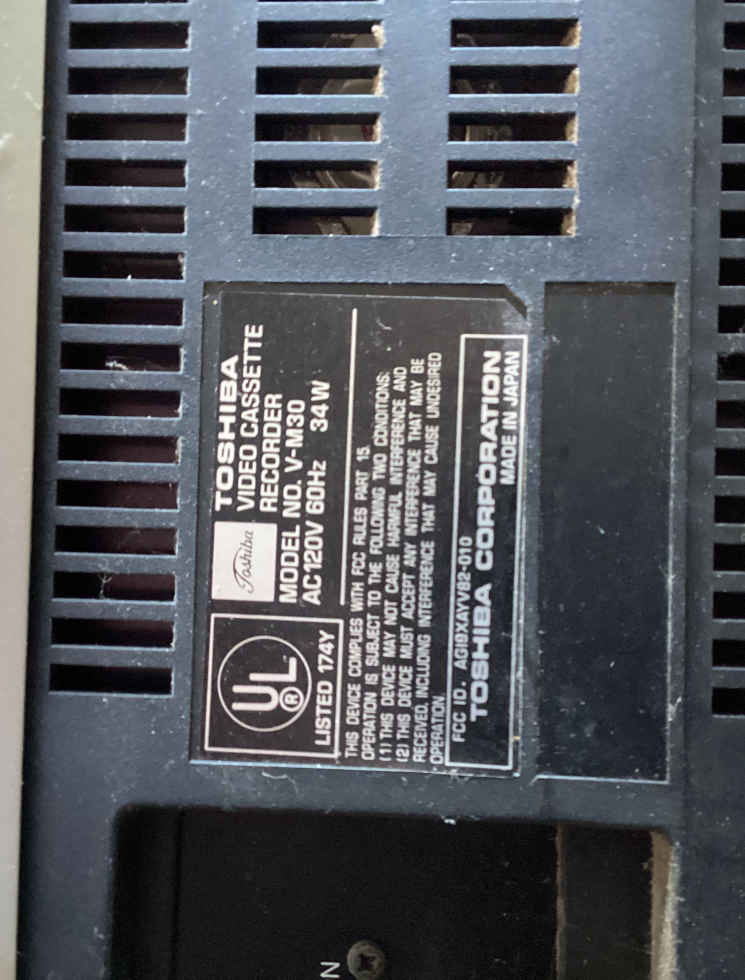 Toshiba
TOSHIBA
VIDEO CASSETTE
RECORDER
MODEL NO. V-M30
AC120V 60Hz 34W
UL
®
LISTED 174Y
THIS DEVICE COMPLIES WITH FCC RULES PART 15.
OPERATION IS SUBJECT TO THE FOLLOWING TWO CONDITIONS:
(1) THIS DEVICE MAY NOT CAUSE HARMFUL INTERFERENCE AND
(2) THIS DEVICE MUST ACCEPT ANY INTERFERENCE THAT MAY BE
RECEIVED, INCLUDING INTERFERENCE THAT MAY CAUSE UNDESIRED
OPERATION.
FCC ID. AGI9XAYVB2-010
TOSHIBA CORPORATION
MADE IN JAPAN
N